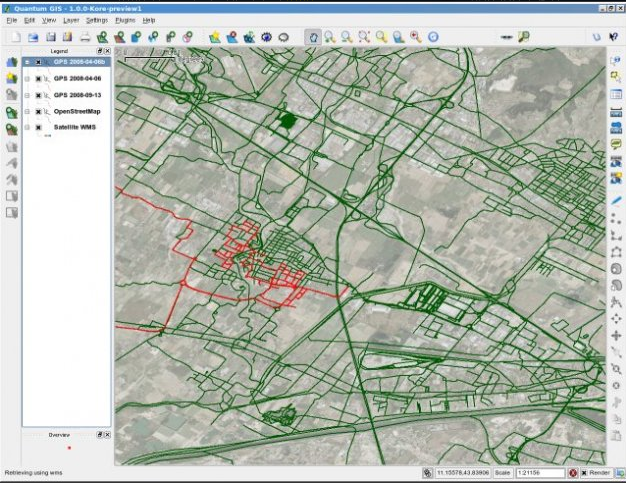 Quantum GIS - 1.0.0-Kore-preview1
File Edit View Layer Settings Plugins Help
Legend
GPS 2008-04-06b
GPS 2008-04-06
GPS 2008-09-13
OpenStreetMap
Satellite WMS
Overview
Retrieving using wms
11.15578,43.83906 Scale 1:21156 Render